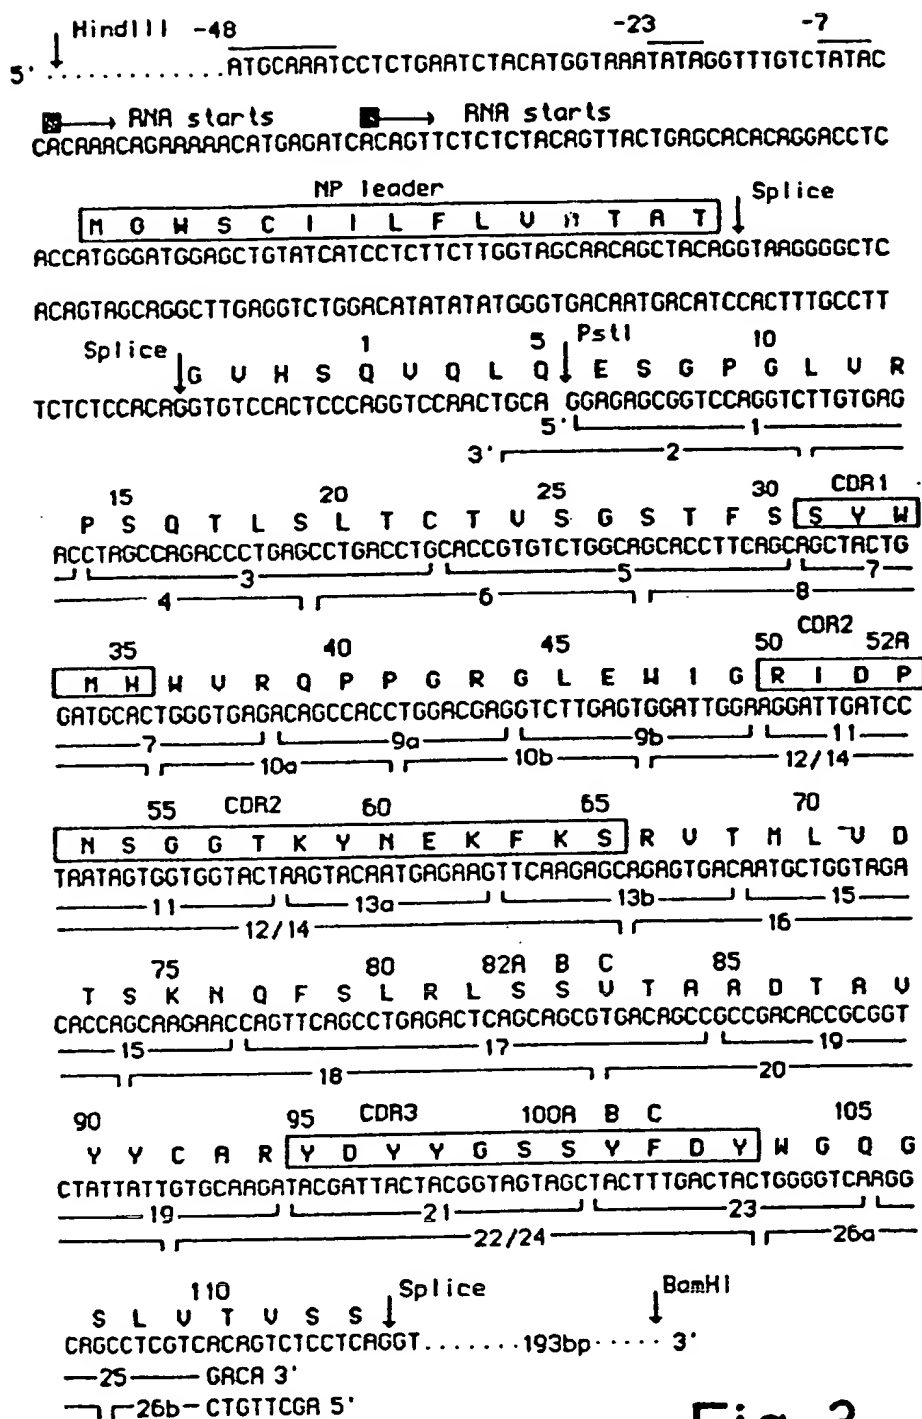 HindIII -48 -23 -7
5' ............ATGCAAATCCTCTGAATCTACATGGTAAATATAGGTTTGTCTATAC
RNA starts RNA starts
CACAAACAGAAAAACATGAGATCACAGTTCTCTCTACAGTTACTGAGCACACAGGACCTC
NP leader Splice
M G W S C I I L F L V A T A T
ACCATGGGATGGAGCTGTATCATCCTCTTCTTGGTAGCAACAGCTACAGGTAAGGGGCTC
ACAGTAGCAGGCTTGAGGTCTGGACATATATATGGGTGACAATGACATCCACTTTGCCTT
Splice 1 5 PstI 10
G V H S Q V Q L Q E S G P G L V R
TCTCTCCACAGGTGTCCACTCCCAGGTCCAACTGCA GGAGAGCGGTCCAGGTCTTGTGAG
5' 1
3' 2
15 20 25 30 CDR1
P S Q T L S L T C T V S G S T F S S Y W
ACCTAGCCAGACCCTGAGCCTGACCTGCACCGTGTCTGGCAGCACCTTCAGCAGCTACTG
3 5 7
4 6 8
35 40 45 50 CDR2 52A
M H W V R Q P P G R G L E W I G R I D P
GATGCACTGGGTGAGACAGCCACCTGGACGAGGTCTTGAGTGGATTGGAAGGATTGATCC
7 9a 9b 11
10a 10b 12/14
55 CDR2 60 65 70
N S G G T K Y N E K F K S R V T M L V D
TAATAGTGGTGGTACTAAGTACAATGAGAAGTTCAAGAGCAGAGTGACAATGCTGGTAGA
11 13a 13b 15
12/14 16
75 80 82A B C 85
T S K N Q F S L R L S S V T A A D T A V
CACCAGCAAGAACCAGTTCAGCCTGAGACTCAGCAGCGTGACAGCCGCCGACACCGCGGT
15 17 19
18 20
90 95 CDR3 100A B C 105
Y Y C A R Y D Y Y G S S Y F D Y W G Q G
CTATTATTGTGCAAGATACGATTACTACGGTAGTAGCTACTTTGACTACTGGGGTCAAGG
19 21 23
22/24 26a
110 Splice BamHI
S L V T V S S
CAGCCTCGTCACAGTCTCCTCAGGT.......193bp.....3'
25 GACA 3'
26b CTGTTCGA 5'